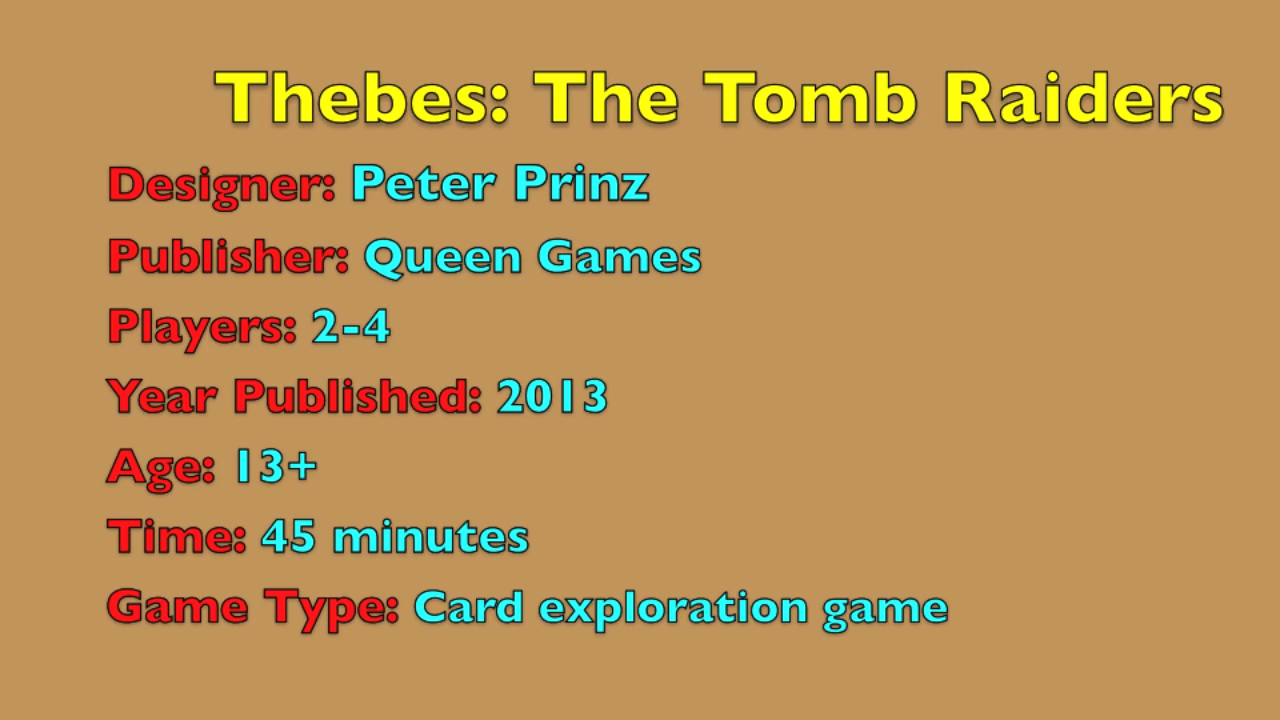 Thebes: The Tomb Raiders
Designer: Peter Prinz
Publisher: Queen Games
Players: 2-4
Year Published: 2013
Age: 13+
Time: 45 minutes
Game Type: Card exploration game